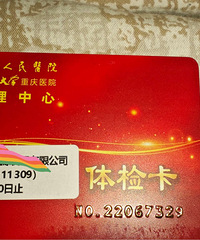 人民醫院
大学重庆医院
理中心
有限公司
11309）
0日止
体检卡
NO.22067329